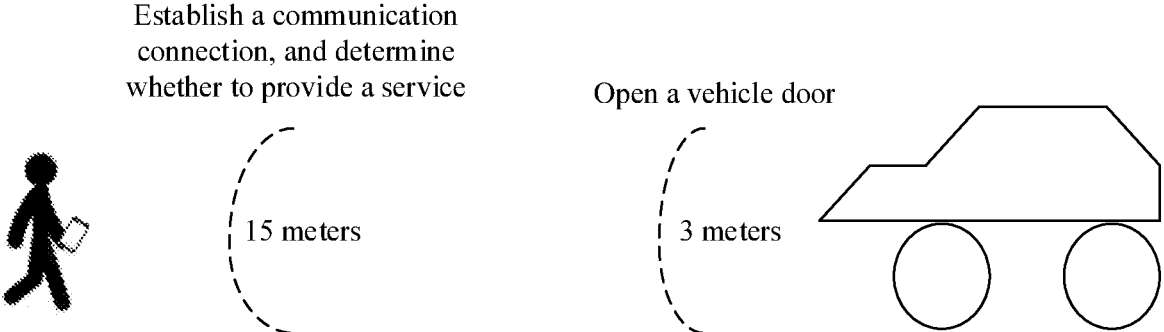 Establish a communication
connection, and determine
whether to provide a service
Open a vehicle door
15 meters
3 meters